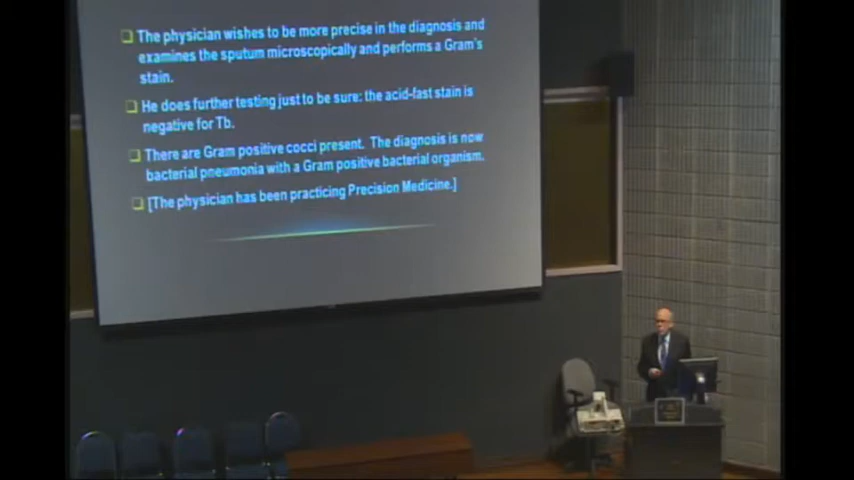 The physician wishes to be more precise in the diagnosis and
examines the sputum microscopically and performs a Gram's
stain.
He does further testing just to be sure: the acid-fast stain is
negative for Tb.
There are Gram positive cocci present. The diagnosis is now
bacterial pneumonia with a Gram positive bacterial organism.
[The physician has been practicing Precision Medicine.]